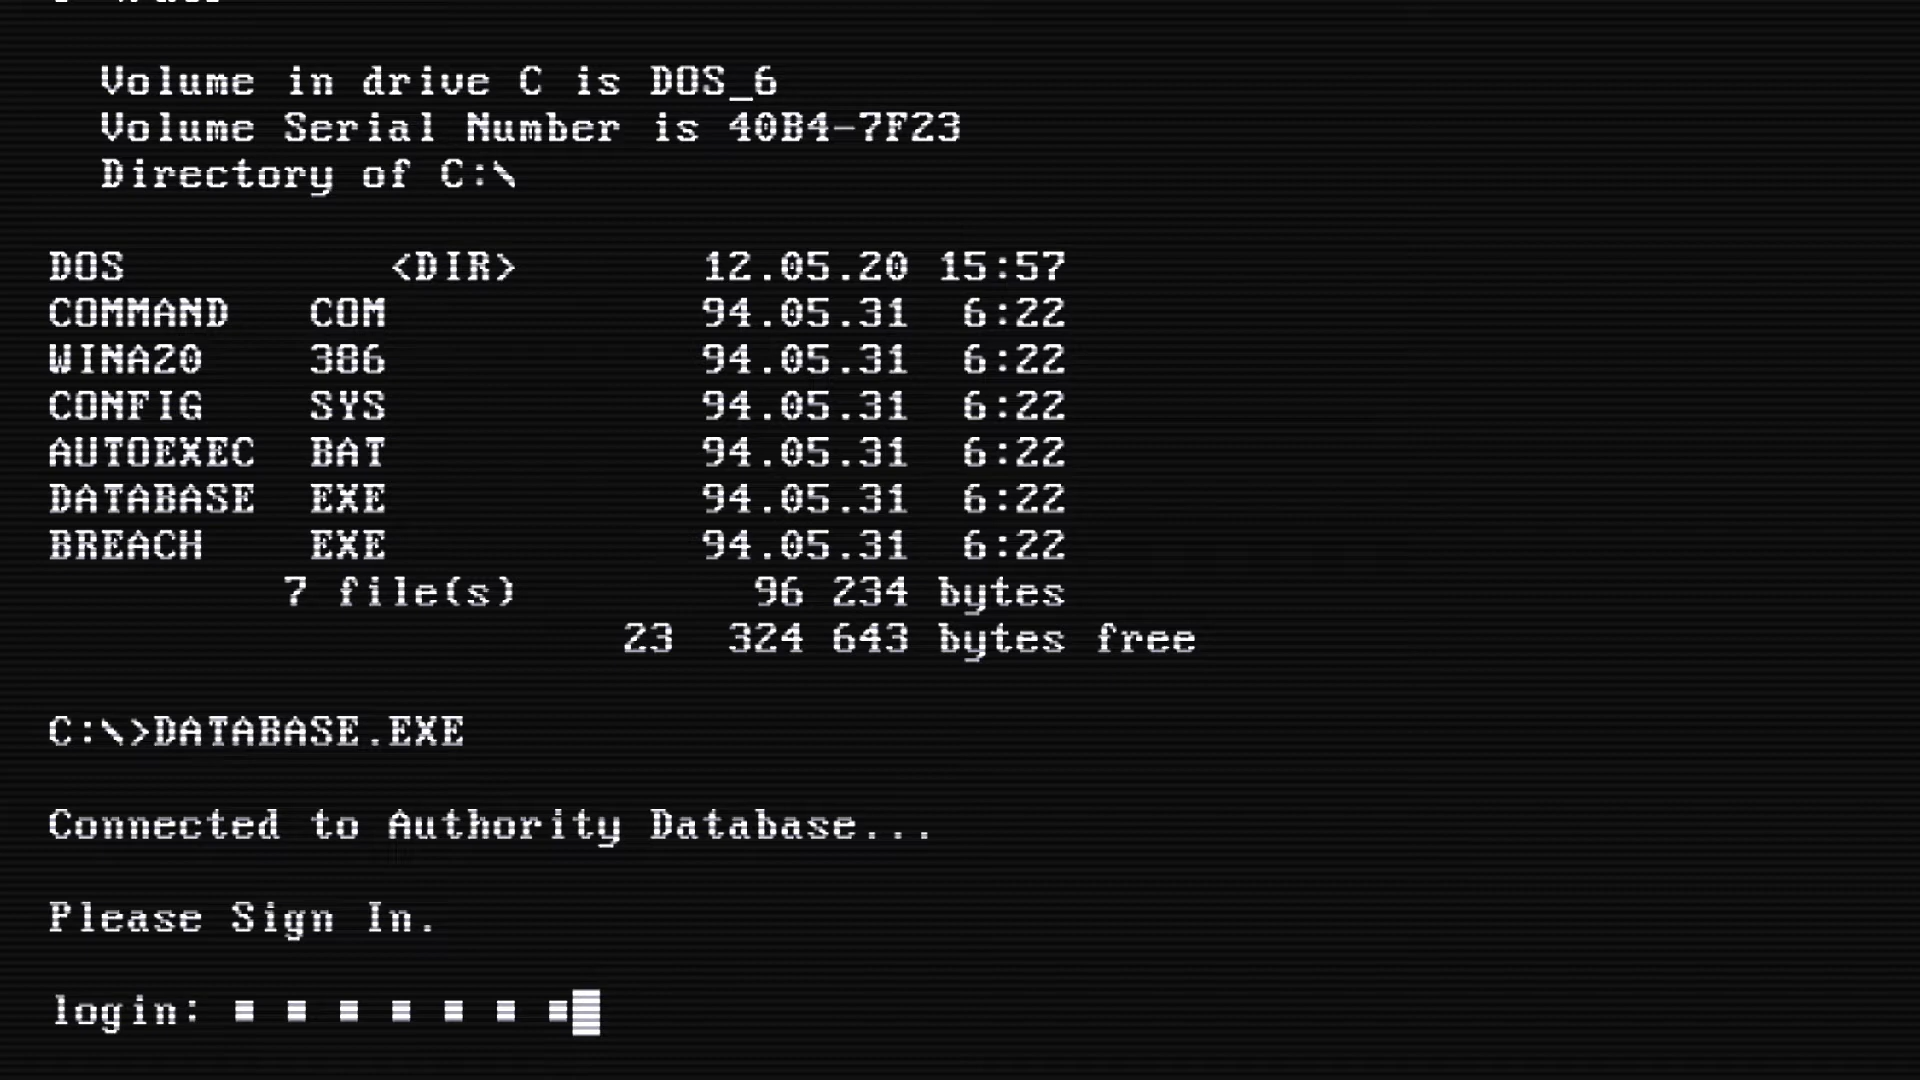 Volume in drive C is DOS_6
Volume Serial Number is 40B4-7F23
Directory of C:\
DOS <DIR> 12.05.20 15:57
COMMAND COM 94.05.31 6:22
WINA20 386 94.05.31 6:22
CONFIG SYS 94.05.31 6:22
AUTOEXEC BAT 94.05.31 6:22
DATABASE EXE 94.05.31 6:22
BREACH EXE 94.05.31 6:22
7 file(s) 96 234 bytes
23 324 643 bytes free
C:\>DATABASE.EXE
Connected to Authority Database...
Please Sign In.
login: ■ ■ ■ ■ ■ ■ ■